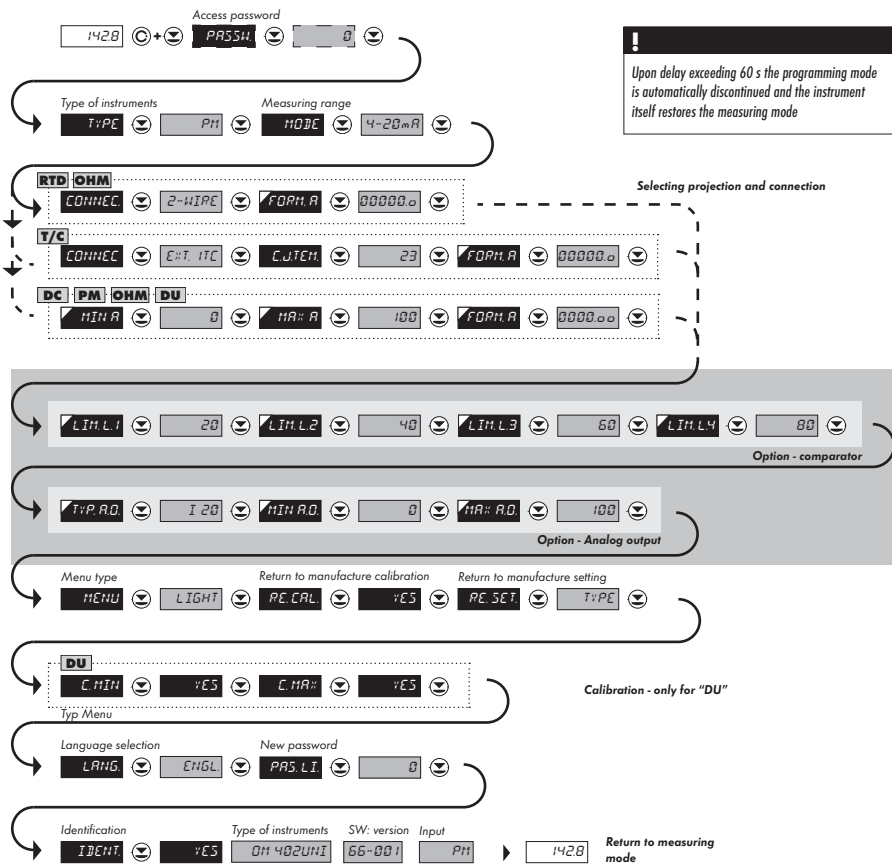 Access password
142.8 C + PASSW. 0
!
Upon delay exceeding 60 s the programming mode
is automatically discontinued and the instrument
itself restores the measuring mode
Type of instruments Measuring range
TYPE PM MODE 4-20mA
RTD OHM
Selecting projection and connection
CONNEC. 2-WIRE FORM. A 00000.o
T/C
CONNEC EXT. 1TC C.J.TEM. 23 FORM. A 00000.o
DC PM OHM DU
MIN A 0 MAX A 100 FORM. A 0000.oo
LIM. L.1 20 LIM. L.2 40 LIM. L.3 60 LIM. L.4 80
Option - comparator
TYP. A.O. I 20 MIN A.O. 0 MAX A.O. 100
Option - Analog output
Menu type Return to manufacture calibration Return to manufacture setting
MENU LIGHT RE. CAL. YES RE. SET. TYPE
DU
C. MIN YES C. MAX YES
Calibration - only for “DU”
Typ Menu
Language selection New password
LANG. ENGL. PAS. LI. 0
Identification Type of instruments SW: version Input
IDENT. YES OM 402UNI 66-001 PM 142.8
Return to measuring
mode